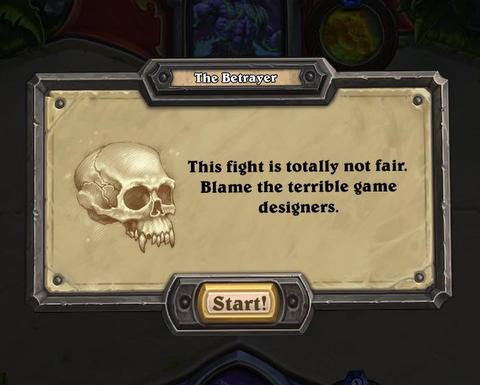 The Betrayer
This fight is totally not fair.
Blame the terrible game
designers.
Start!